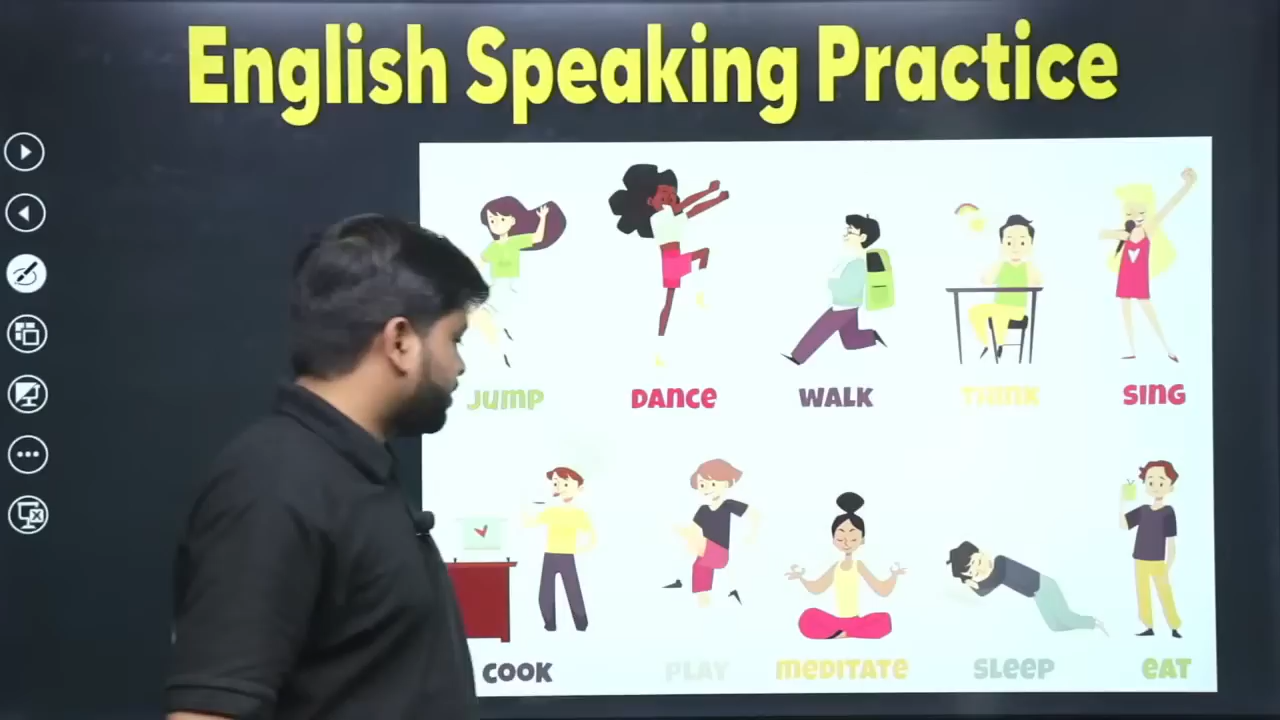 English Speaking Practice
JUMP DANCE WALK THINK SING
COOK PLAY MEDITATE SLEEP EAT